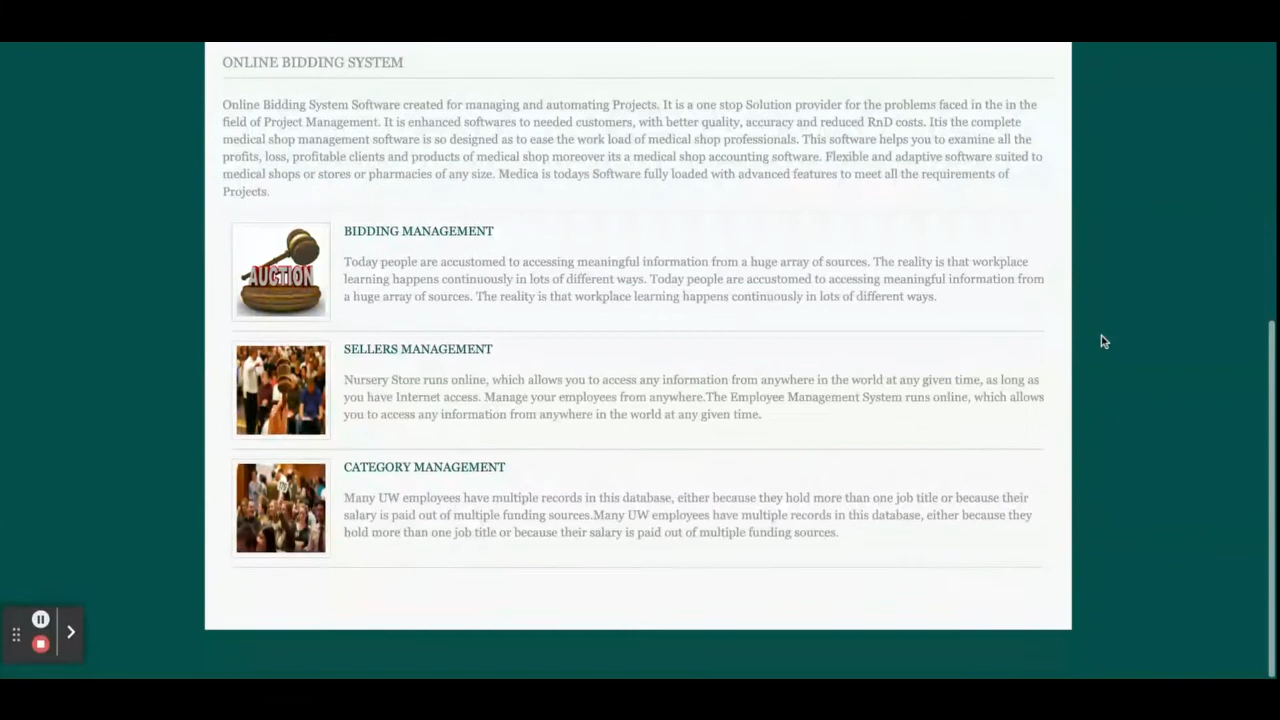 ONLINE BIDDING SYSTEM
Online Bidding System Software created for managing and automating Projects. It is a one stop Solution provider for the problems faced in the in the
field of Project Management. It is enhanced softwares to needed customers, with better quality, accuracy and reduced RnD costs. Itis the complete
medical shop management software is so designed as to ease the work load of medical shop professionals. This software helps you to examine all the
profits, loss, profitable clients and products of medical shop moreover its a medical shop accounting software. Flexible and adaptive software suited to
medical shops or stores or pharmacies of any size. Medica is todays Software fully loaded with advanced features to meet all the requirements of
Projects.
BIDDING MANAGEMENT
Today people are accustomed to accessing meaningful information from a huge array of sources. The reality is that workplace
learning happens continuously in lots of different ways. Today people are accustomed to accessing meaningful information from
a huge array of sources. The reality is that workplace learning happens continuously in lots of different ways.
AUCTION
SELLERS MANAGEMENT
Nursery Store runs online, which allows you to access any information from anywhere in the world at any given time, as long as
you have Internet access. Manage your employees from anywhere.The Employee Management System runs online, which allows
you to access any information from anywhere in the world at any given time.
CATEGORY MANAGEMENT
Many UW employees have multiple records in this database, either because they hold more than one job title or because their
salary is paid out of multiple funding sources.Many UW employees have multiple records in this database, either because they
hold more than one job title or because their salary is paid out of multiple funding sources.